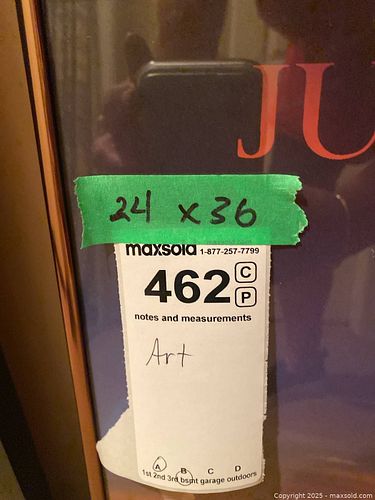 JU
24 x 36
maxsold 1-877-257-7799
462 C
P
notes and measurements
Art
A B C D
1st 2nd 3rd bsmt garage outdoors
Copyright 2025 - maxsold.com